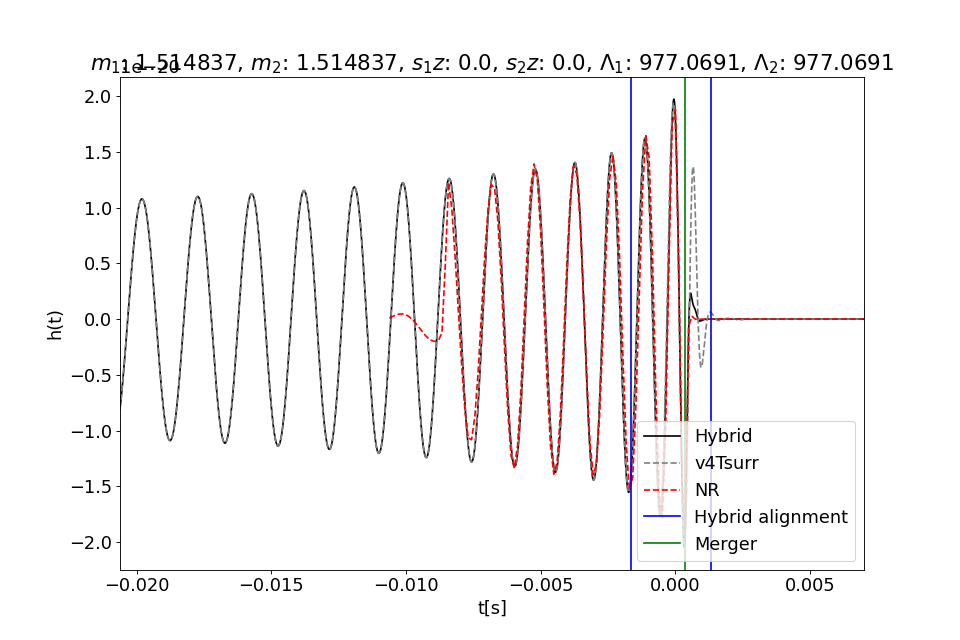 m₁: 1.514837, m₂: 1.514837, s₁z: 0.0, s₂z: 0.0, Λ₁: 977.0691, Λ₂: 977.0691
1e−20
2.0
1.5
1.0
0.5
0.0
−0.5
−1.0
−1.5
−2.0
h(t)
Hybrid
v4Tsurr
NR
Hybrid alignment
Merger
−0.020
−0.015
−0.010
−0.005
0.000
0.005
t[s]